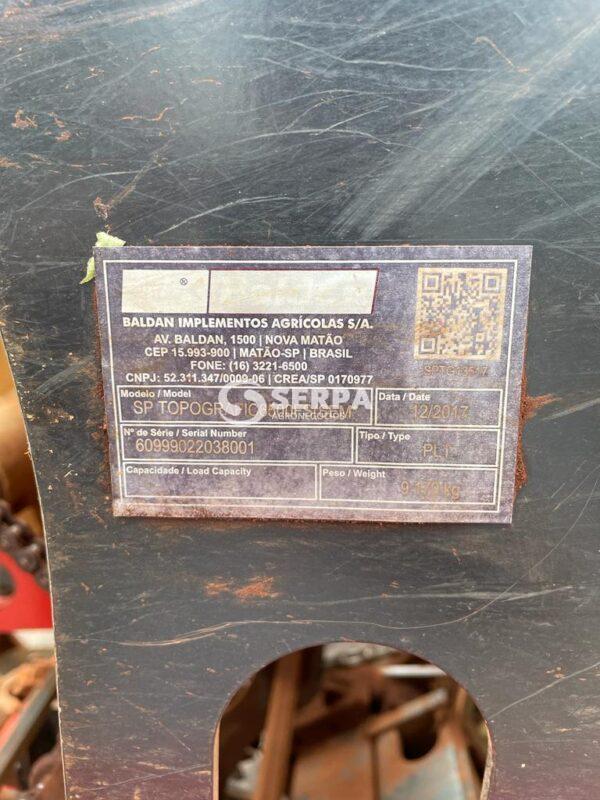 ®
BALDAN IMPLEMENTOS AGRÍCOLAS S/A.
AV. BALDAN, 1500 | NOVA MATÃO
CEP 15.993-900 | MATÃO-SP | BRASIL
FONE: (16) 3221-6500
CNPJ: 52.311.347/0009-06 | CREA/SP 0170977
Modelo / Model
SP
Data / Date
12/2017
SERPA
AGRONEGÓCIOS
Nº de Série / Serial Number
60999022038001
Tipo / Type
Capacidade / Load Capacity
Peso / Weight
kg